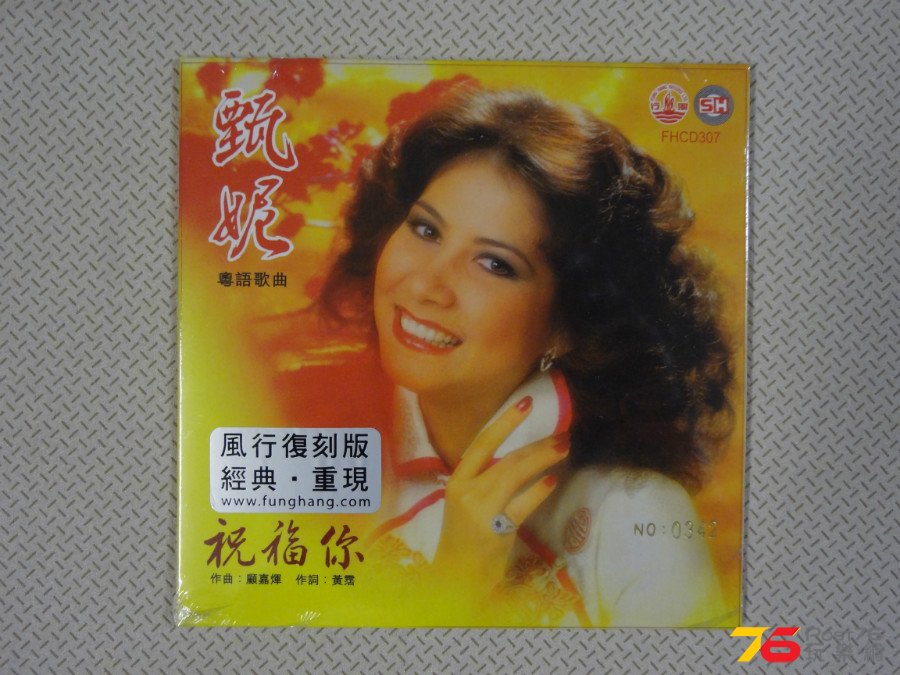 甄妮
粵語歌曲
SH
FHCD307
風行復刻版
經典·重現
www.funghang.com
祝福你
作曲:顧嘉煇 作詞:黃霑
NO:0342
76